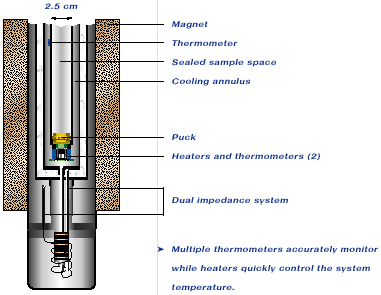 2.5 cm
Magnet
Thermometer
Sealed sample space
Cooling annulus
Puck
Heaters and thermometers (2)
Dual impedance system
➤ Multiple thermometers accurately monitor
while heaters quickly control the system
temperature.